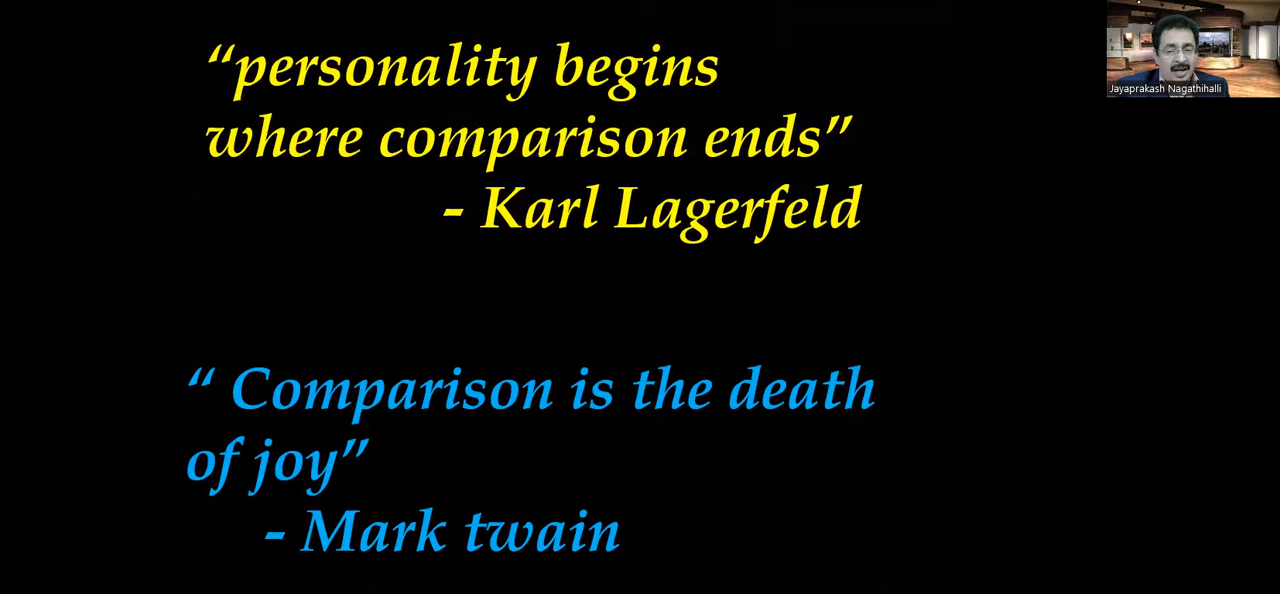 “personality begins
where comparison ends”
- Karl Lagerfeld
“ Comparison is the death
of joy”
- Mark twain
Jayaprakash Nagathihalli